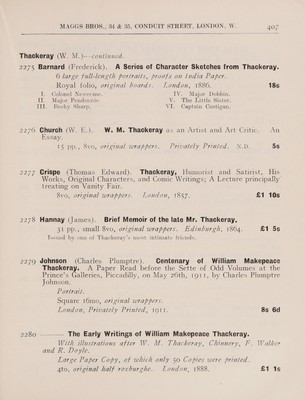 MAGGS BROS., 34 & 35, CONDUIT STREET, LONDON, W. 407
Thackeray (W. M.)—continued.
2275 Barnard (Frederick). A Series of Character Sketches from Thackeray.
6 large full-length portraits, proofs on India Paper.
Royal folio, original boards. London, 1886. 18s
I. Colonel Newcome. IV. Major Dobbin.
II. Major Pendennis. V. The Little Sister.
III. Becky Sharp. VI. Captain Costigan.
2276 Church (W. E.). W. M. Thackeray as an Artist and Art Critic. An
Essay.
15 pp., 8vo, original wrappers. Privately Printed. N.D. 5s
2277 Crispe (Thomas Edward). Thackeray, Humorist and Satirist, His
Works, Original Characters, and Comic Writings; A Lecture principally
treating on Vanity Fair.
8vo, original wrappers. London, 1857. £1 10s
2278 Hannay (James). Brief Memoir of the late Mr. Thackeray.
31 pp., small 8vo, original wrappers. Edinburgh, 1864. £1 5s
Issued by one of Thackeray's most intimate friends.
2279 Johnson (Charles Plumptre). Centenary of William Makepeace
Thackeray. A Paper Read before the Sette of Odd Volumes at the
Prince's Galleries, Piccadilly, on May 26th, 1911, by Charles Plumptre
Johnson.
Portrait.
Square 16mo, original wrappers.
London, Privately Printed, 1911. 8s 6d
2280 ——— The Early Writings of William Makepeace Thackeray.
With illustrations after W. M. Thackeray, Chinnery, F. Walker
and R. Doyle.
Large Paper Copy, of which only 50 Copies were printed.
4to, original half roxburghe. London, 1888. £1 1s